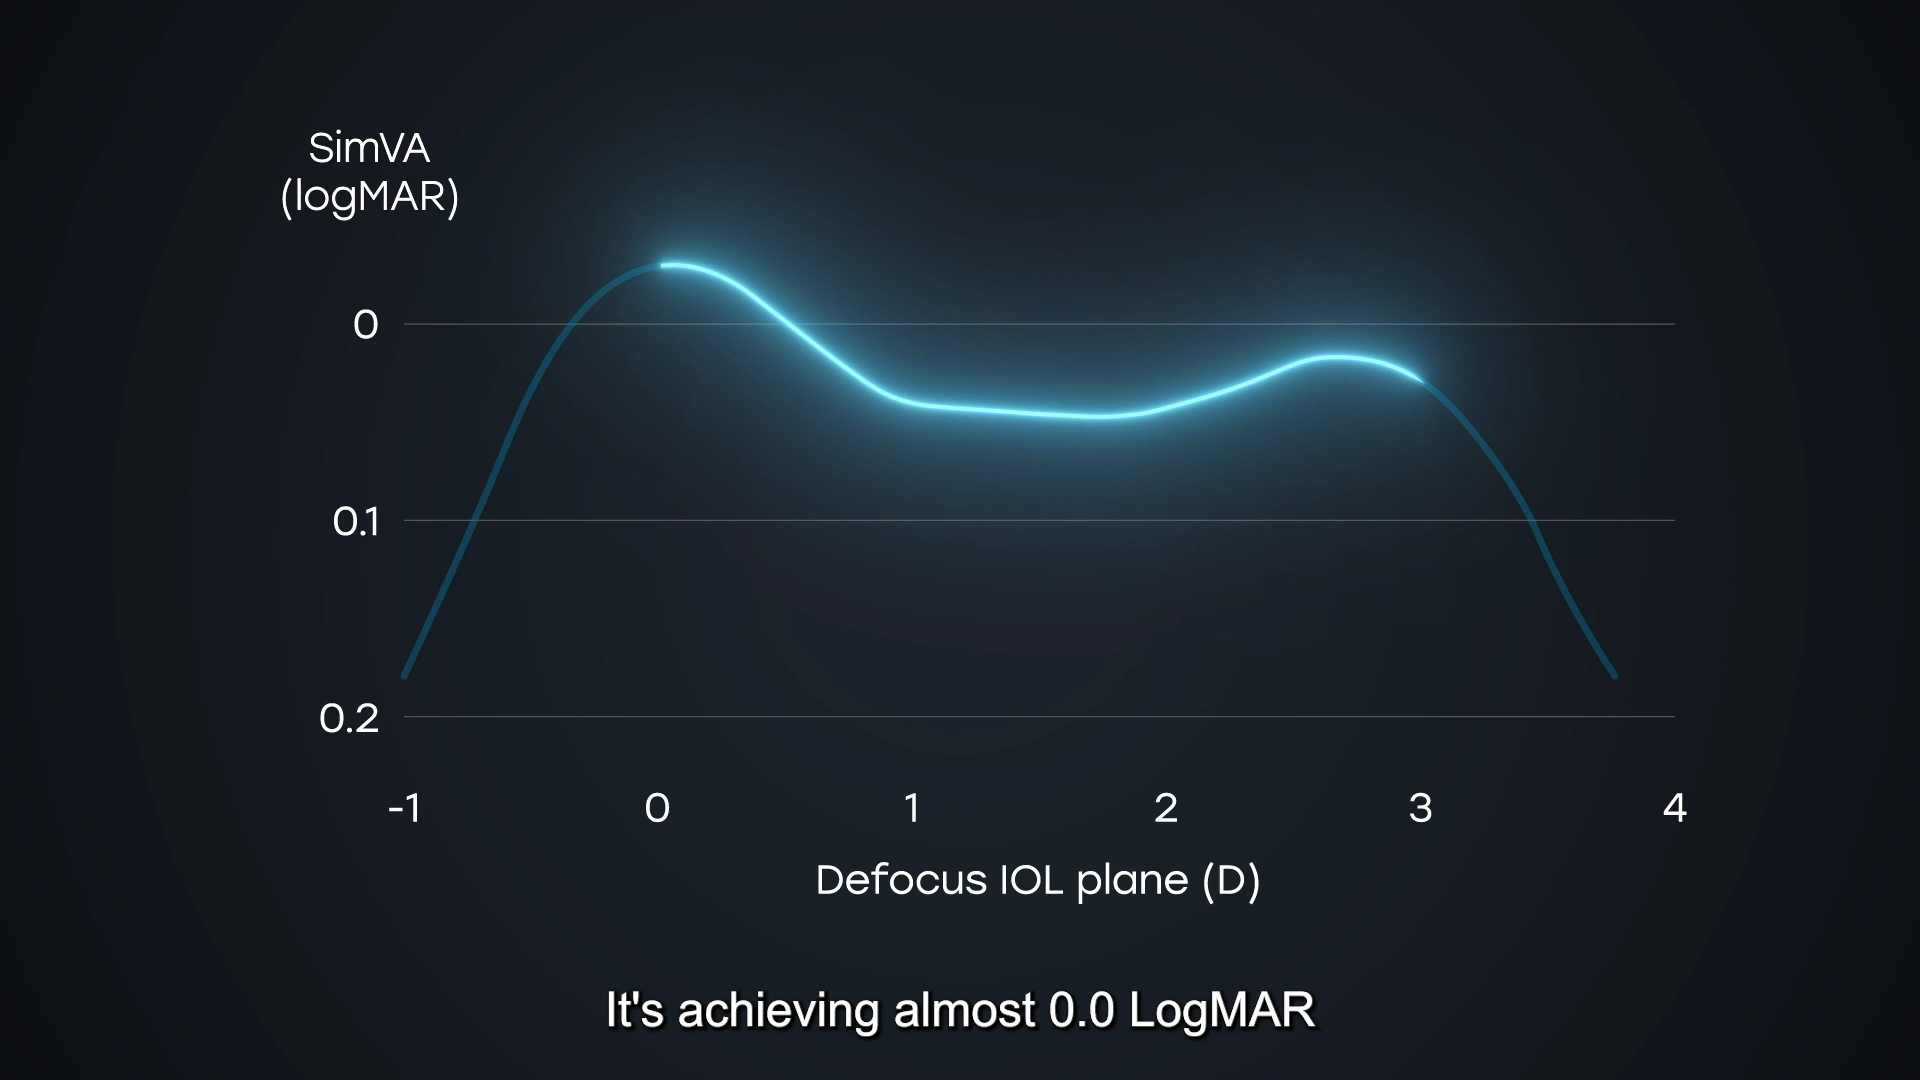 SimVA
(logMAR)
0
0.1
0.2
-1 0 1 2 3 4
Defocus IOL plane (D)
It's achieving almost 0.0 LogMAR